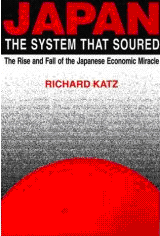 JAPAN
THE SYSTEM THAT SOURED
The Rise and Fall of the Japanese Economic Miracle
RICHARD KATZ